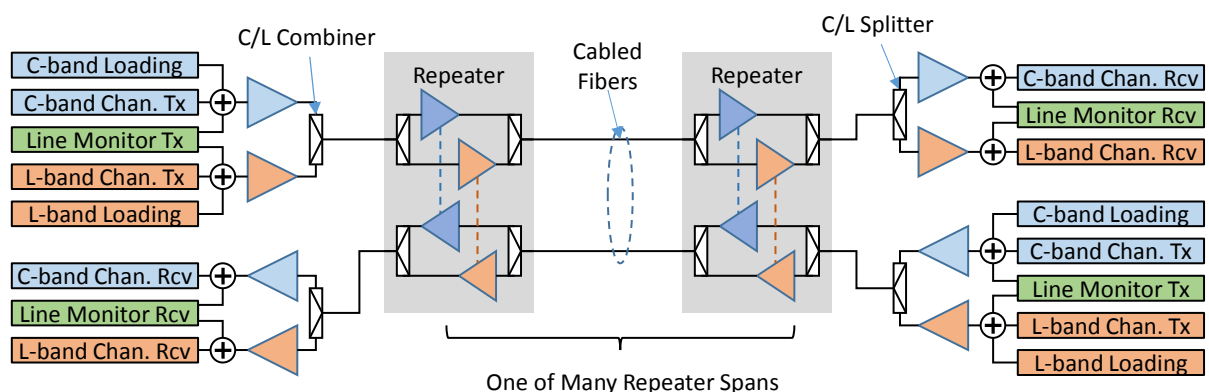 C/L Combiner
Cabled
Fibers
C/L Splitter
C-band Loading
C-band Chan. Tx
Line Monitor Tx
L-band Chan. Tx
L-band Loading
Repeater
Repeater
C-band Chan. Rcv
Line Monitor Rcv
L-band Chan. Rcv
C-band Chan. Rcv
Line Monitor Rcv
L-band Chan. Rcv
C-band Loading
C-band Chan. Tx
Line Monitor Tx
L-band Chan. Tx
L-band Loading
One of Many Repeater Spans